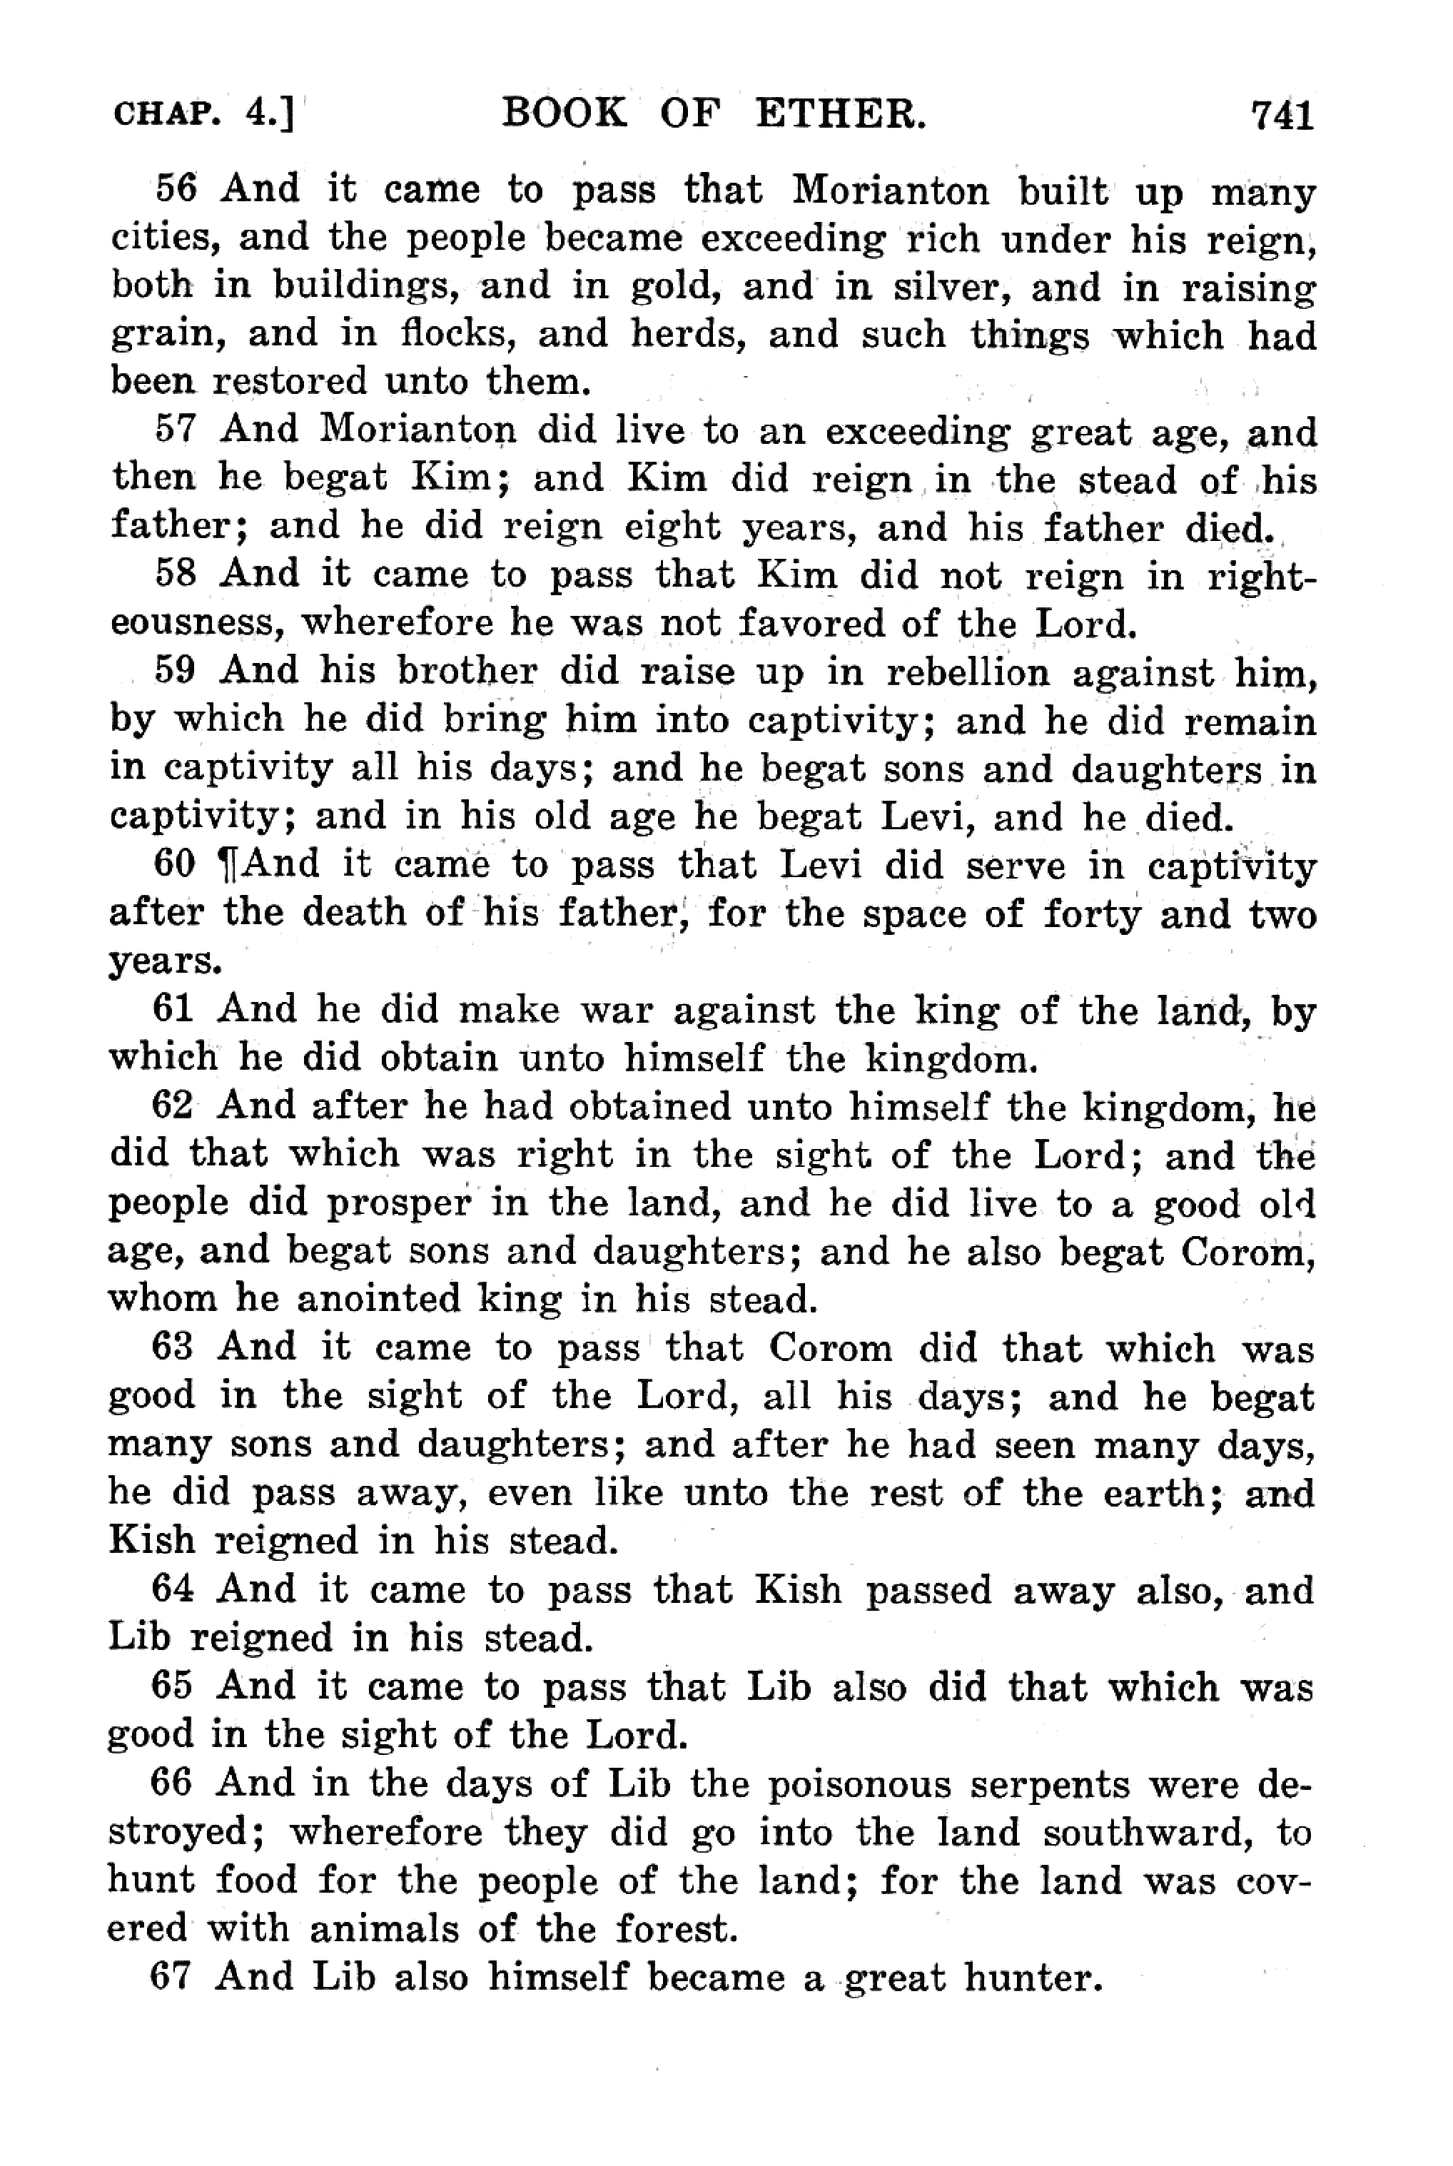 CHAP. 4.] BOOK OF ETHER. 741
56 And it came to pass that Morianton built up many
cities, and the people became exceeding rich under his reign,
both in buildings, and in gold, and in silver, and in raising
grain, and in flocks, and herds, and such things which had
been restored unto them.
57 And Morianton did live to an exceeding great age, and
then he begat Kim; and Kim did reign in the stead of his
father; and he did reign eight years, and his father died.
58 And it came to pass that Kim did not reign in right-
eousness, wherefore he was not favored of the Lord.
59 And his brother did raise up in rebellion against him,
by which he did bring him into captivity; and he did remain
in captivity all his days; and he begat sons and daughters in
captivity; and in his old age he begat Levi, and he died.
60 ¶And it came to pass that Levi did serve in captivity
after the death of his father, for the space of forty and two
years.
61 And he did make war against the king of the land, by
which he did obtain unto himself the kingdom.
62 And after he had obtained unto himself the kingdom, he
did that which was right in the sight of the Lord; and the
people did prosper in the land, and he did live to a good old
age, and begat sons and daughters; and he also begat Corom,
whom he anointed king in his stead.
63 And it came to pass that Corom did that which was
good in the sight of the Lord, all his days; and he begat
many sons and daughters; and after he had seen many days,
he did pass away, even like unto the rest of the earth; and
Kish reigned in his stead.
64 And it came to pass that Kish passed away also, and
Lib reigned in his stead.
65 And it came to pass that Lib also did that which was
good in the sight of the Lord.
66 And in the days of Lib the poisonous serpents were de-
stroyed; wherefore they did go into the land southward, to
hunt food for the people of the land; for the land was cov-
ered with animals of the forest.
67 And Lib also himself became a great hunter.